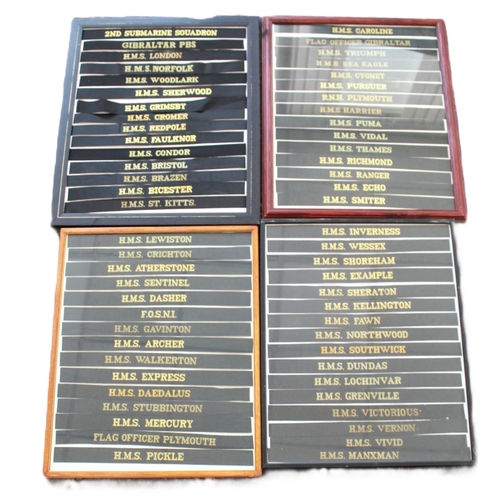 2ND SUBMARINE SQUADRON
GIBRALTAR PBS
H.M.S. LONDON
H.M.S. NORFOLK
H.M.S. WOODLARK
H.M.S. SHERWOOD
H.M.S. GRIMSBY
H.M.S. CROMER
H.M.S. REDPOLE
H.M.S. FAULKNOR
H.M.S. CONDOR
H.M.S. BRISTOL
H.M.S. BRAZEN
H.M.S. BICESTER
H.M.S. ST. KITTS.
H.M.S. CAROLINE
FLAG OFFICER GIBRALTAR
H.M.S. TRIUMPH
H.M.S. SEA EAGLE
H.M.S. CYGNET
H.M.S. PURSUER
R.N.H. PLYMOUTH
H.M.S. HARRIER
H.M.S. PUMA
H.M.S. VIDAL
H.M.S. THAMES
H.M.S. RICHMOND
H.M.S. RANGER
H.M.S. ECHO
H.M.S. SMITER
H.M.S. LEWISTON
H.M.S. CRICHTON
H.M.S. ATHERSTONE
H.M.S. SENTINEL
H.M.S. DASHER
F.O.S.N.I.
H.M.S. GAVINTON
H.M.S. ARCHER
H.M.S. WALKERTON
H.M.S. EXPRESS
H.M.S. DAEDALUS
H.M.S. STUBBINGTON
H.M.S. MERCURY
FLAG OFFICER PLYMOUTH
H.M.S. PICKLE
H.M.S. INVERNESS
H.M.S. WESSEX
H.M.S. SHOREHAM
H.M.S. EXAMPLE
H.M.S. SHERATON
H.M.S. KELLINGTON
H.M.S. FAWN
H.M.S. NORTHWOOD
H.M.S. SOUTHWICK
H.M.S. DUNDAS
H.M.S. LOCHINVAR
H.M.S. GRENVILLE
H.M.S. VICTORIOUS
H.M.S. VERNON
H.M.S. VIVID
H.M.S. MANXMAN